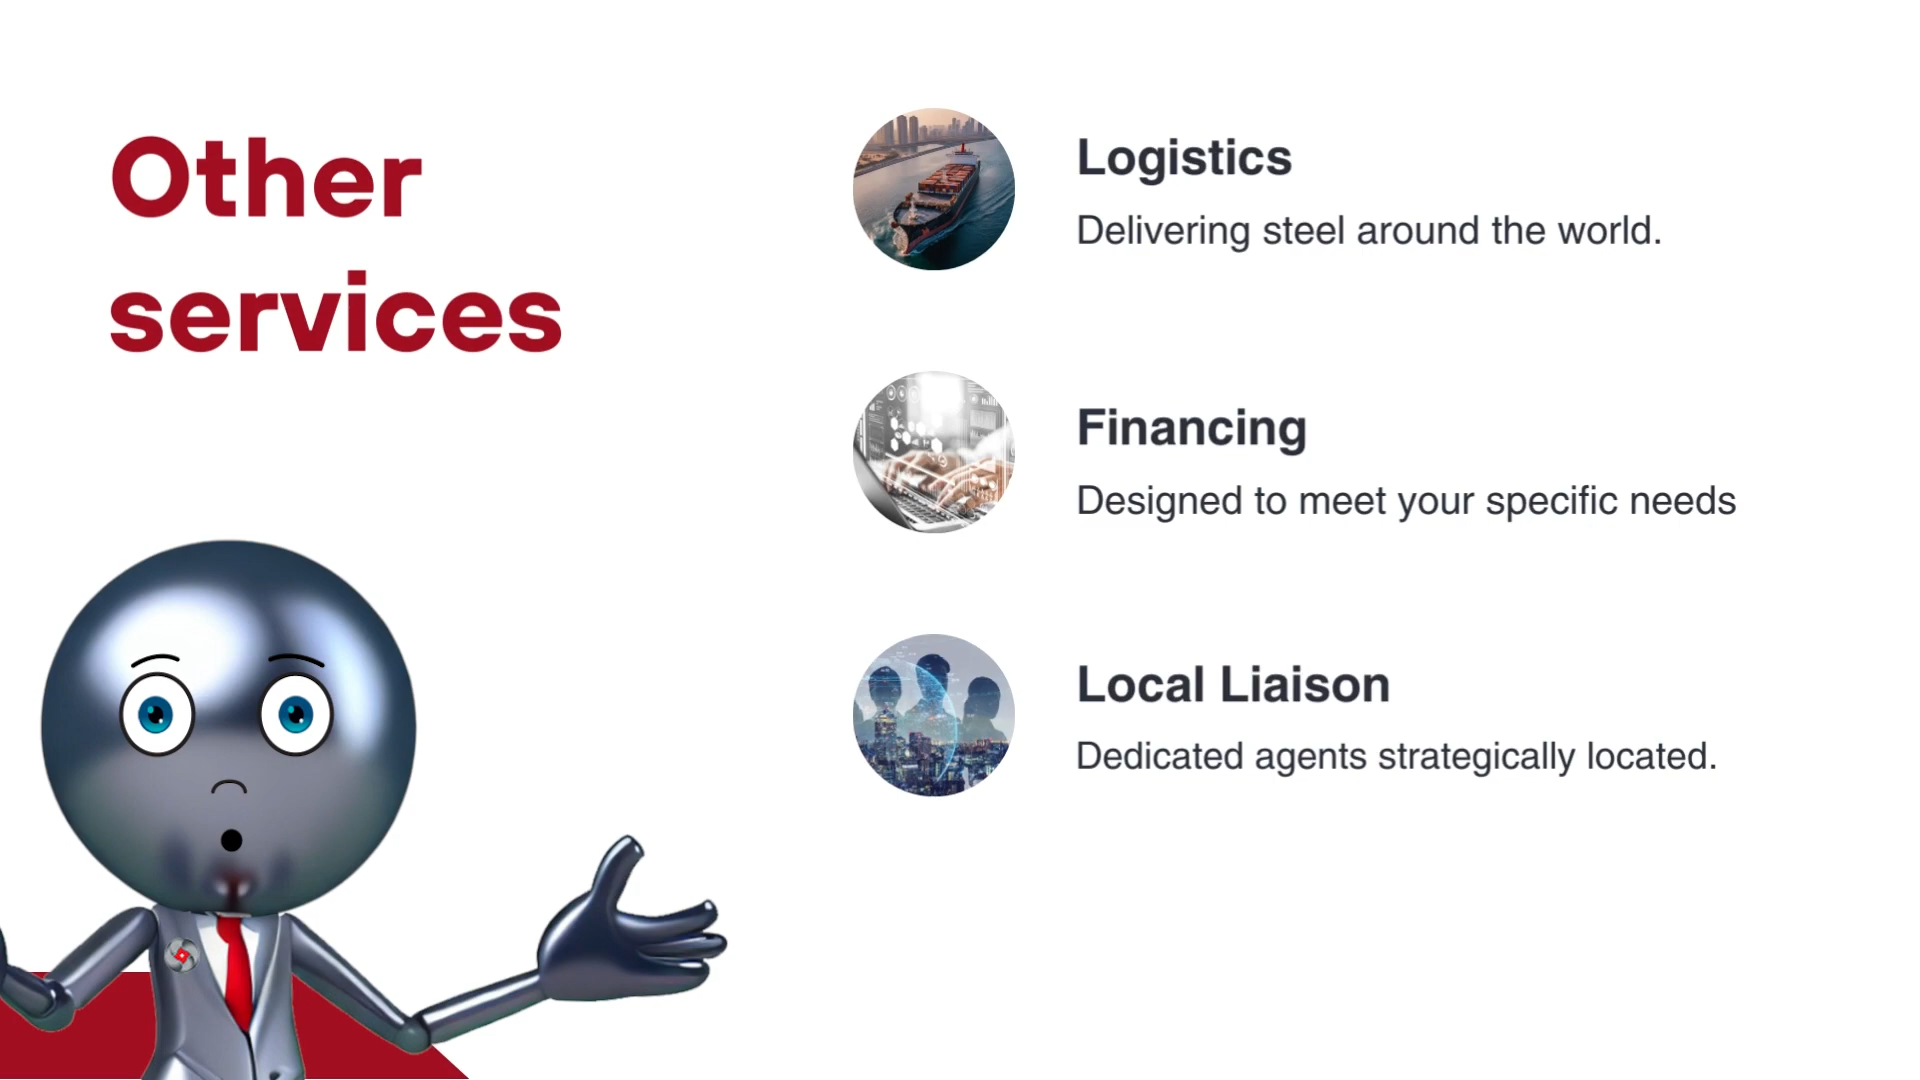 Other
services
Logistics
Delivering steel around the world.
Financing
Designed to meet your specific needs
Local Liaison
Dedicated agents strategically located.